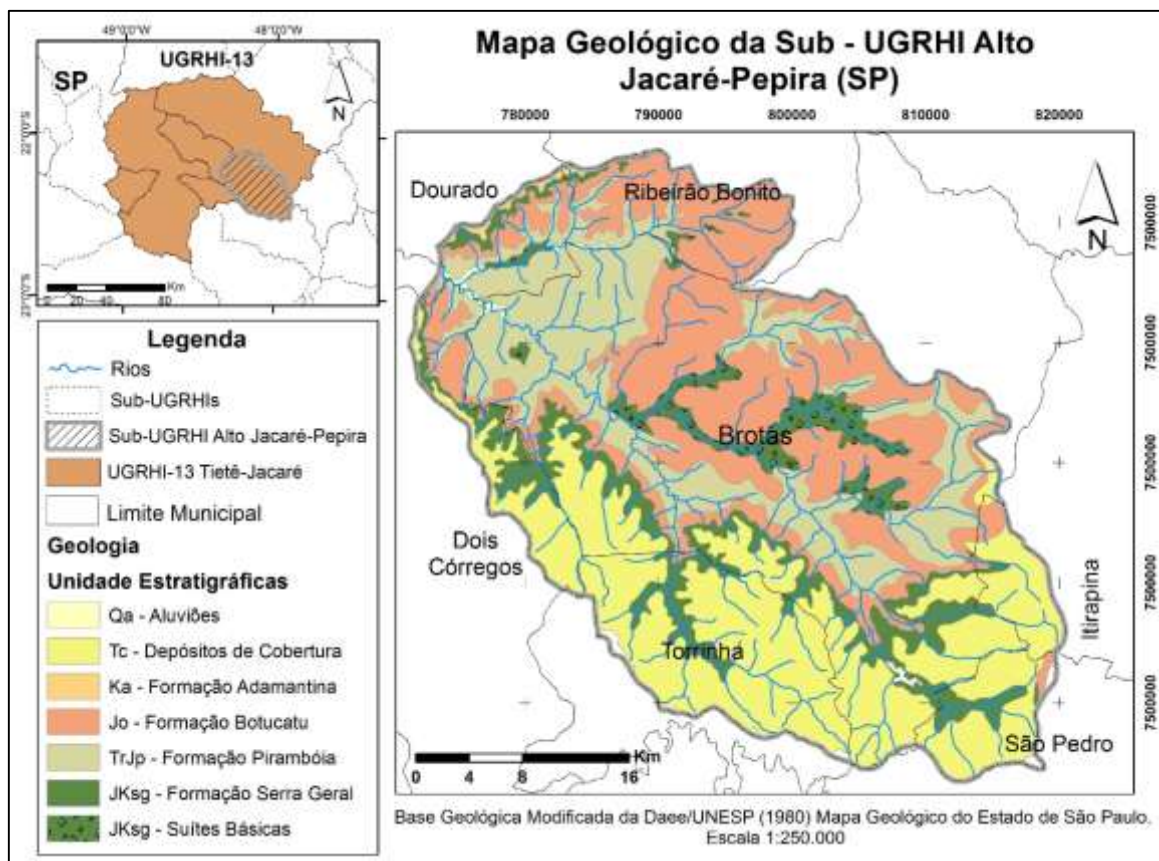 49°0'0"W
48°0'0"W
UGRHI-13
SP
N
22°0'0"S
23°0'0"S
Km
0 20 40 80
Legenda
Rios
Sub-UGRHIs
Sub-UGRHI Alto Jacaré-Pepira
UGRHI-13 Tietê-Jacaré
Limite Municipal
Geologia
Unidade Estratigráficas
Qa - Aluviões
Tc - Depósitos de Cobertura
Ka - Formação Adamantina
Jo - Formação Botucatu
TrJp - Formação Pirambóia
JKsg - Formação Serra Geral
JKsg - Suítes Básicas
Mapa Geológico da Sub - UGRHI Alto
Jacaré-Pepira (SP)
780000 790000 800000 810000 820000
Dourado
Ribeirão Bonito
N
7500000
7500000
Brotas
7500000
Dois
Córregos
7500000
Itirapina
Torrinha
7500000
São Pedro
Km
0 4 8 16
Base Geológica Modificada da Daee/UNESP (1980) Mapa Geológico do Estado de São Paulo.
Escala 1:250.000